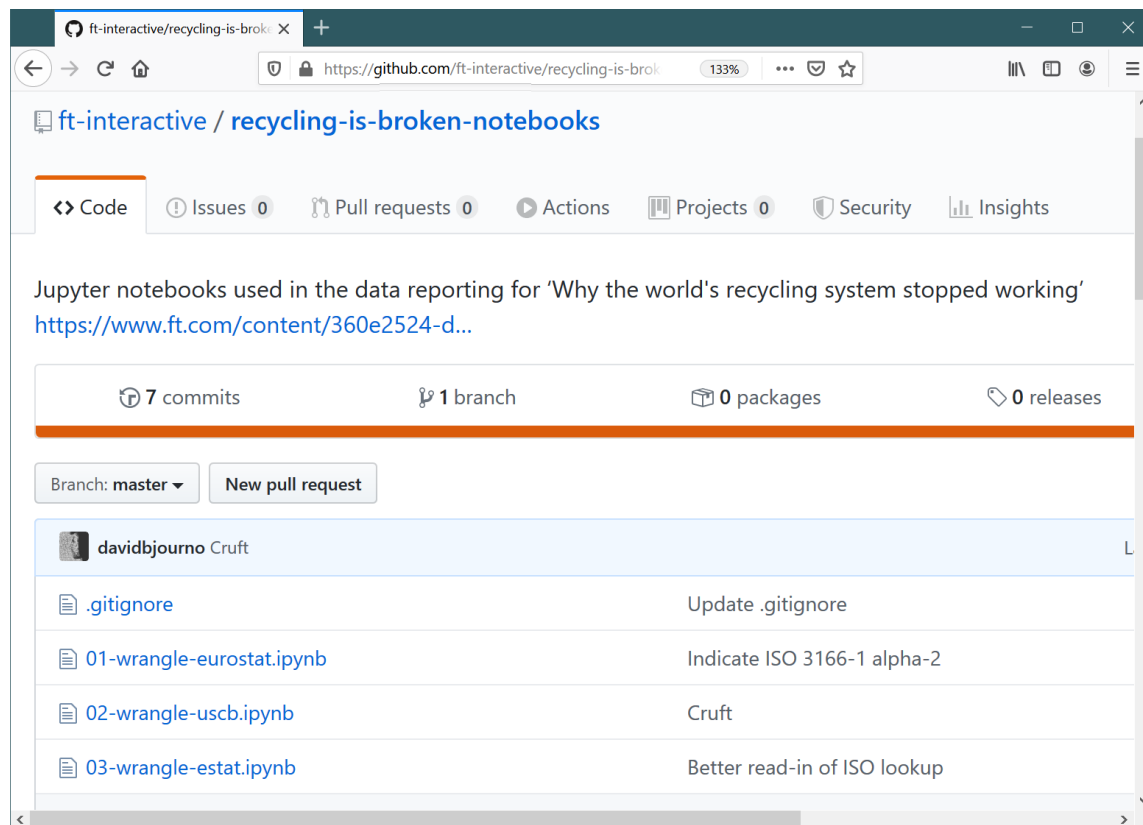 ft-interactive/recycling-is-broke
https://github.com/ft-interactive/recycling-is-brok 133%
ft-interactive / recycling-is-broken-notebooks
Code Issues 0 Pull requests 0 Actions Projects 0 Security Insights
Jupyter notebooks used in the data reporting for ‘Why the world's recycling system stopped working’
https://www.ft.com/content/360e2524-d...
7 commits 1 branch 0 packages 0 releases
Branch: master New pull request
davidbjourno Cruft
.gitignore Update .gitignore
01-wrangle-eurostat.ipynb Indicate ISO 3166-1 alpha-2
02-wrangle-uscb.ipynb Cruft
03-wrangle-estat.ipynb Better read-in of ISO lookup